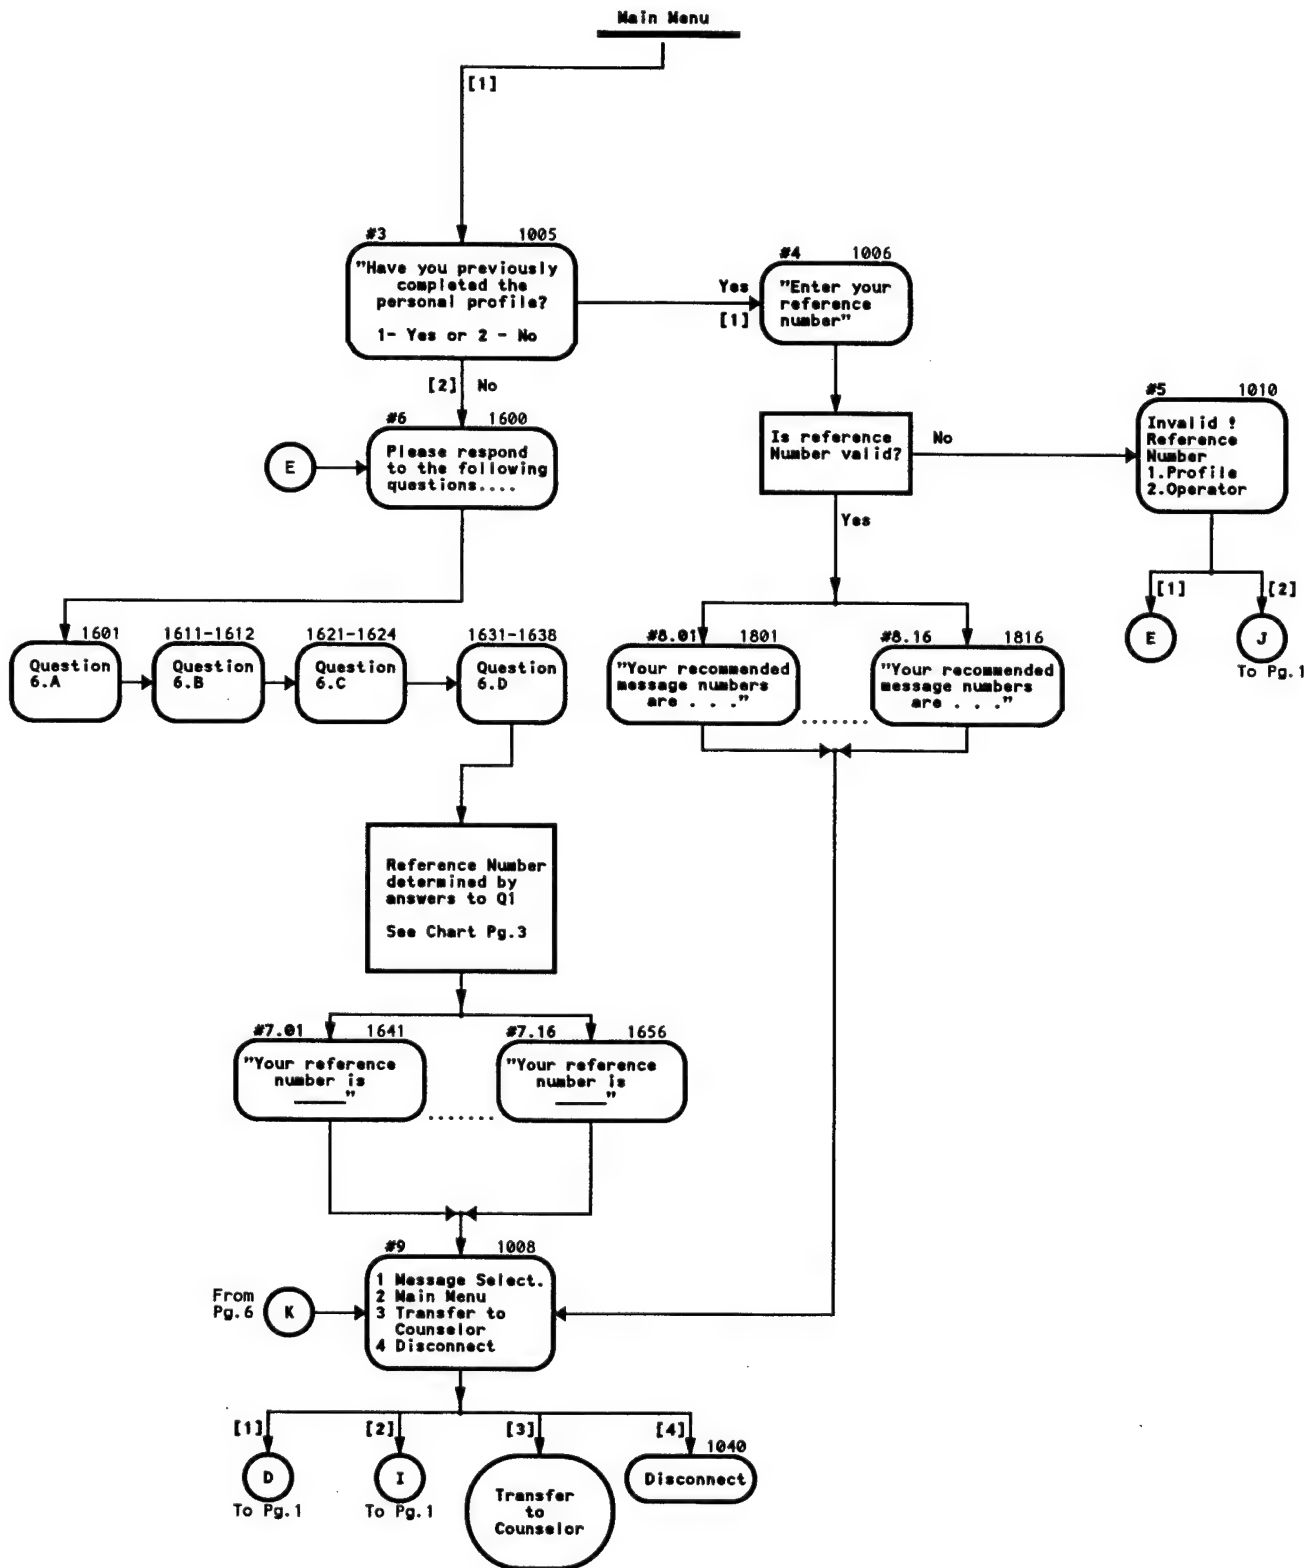 Main Menu
[1]
#3 1005
"Have you previously
completed the
personal profile?
1- Yes or 2 - No
Yes
[1]
#4 1006
"Enter your
reference
number"
[2] No
#6 1600
Please respond
to the following
questions....
E
Is reference
Number valid?
No
#5 1010
Invalid !
Reference
Number
1.Profile
2.Operator
Yes
[1]
E
[2]
J
To Pg.1
1601
Question
6.A
1611-1612
Question
6.B
1621-1624
Question
6.C
1631-1638
Question
6.D
#8.01 1801
"Your recommended
message numbers
are . . ."
.......
#8.16 1816
"Your recommended
message numbers
are . . ."
Reference Number
determined by
answers to Q1
See Chart Pg.3
#7.01 1641
"Your reference
number is
_____"
.......
#7.16 1656
"Your reference
number is
_____"
#9 1008
1 Message Select.
2 Main Menu
3 Transfer to
Counselor
4 Disconnect
From
Pg.6
K
[1]
D
To Pg.1
[2]
I
To Pg.1
[3]
Transfer
to
Counselor
[4]
1040
Disconnect